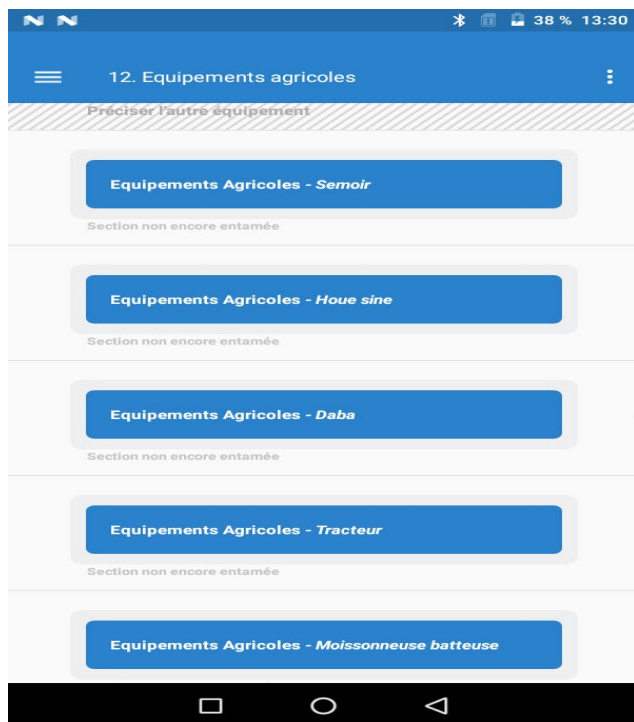 38 % 13:30
12. Equipements agricoles
Préciser l'autre équipement
Equipements Agricoles - Semoir
Section non encore entamée
Equipements Agricoles - Houe sine
Section non encore entamée
Equipements Agricoles - Daba
Section non encore entamée
Equipements Agricoles - Tracteur
Section non encore entamée
Equipements Agricoles - Moissonneuse batteuse